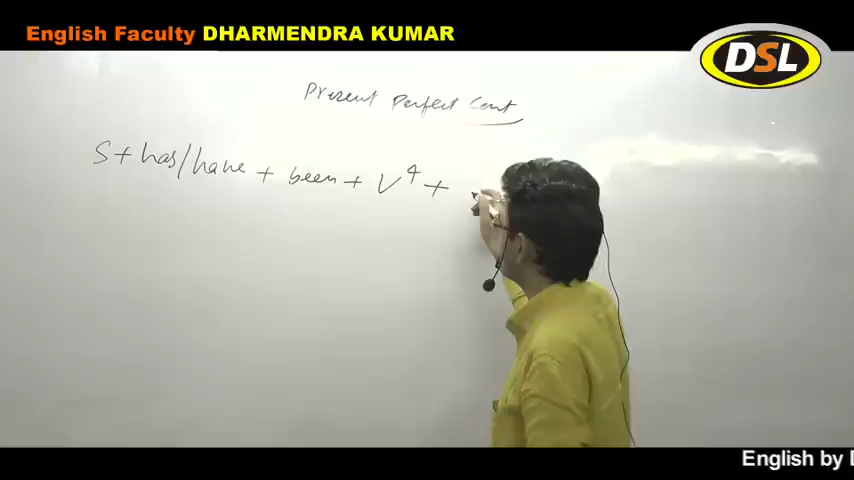 English Faculty DHARMENDRA KUMAR
DSL
Present Perfect Cont
S + has/have + been + V⁴ +
English by D